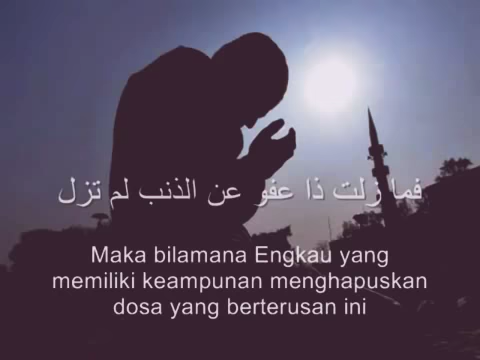 فما زلت ذا عفو عن الذنب لم تزل
Maka bilamana Engkau yang
memiliki keampunan menghapuskan
dosa yang berterusan ini